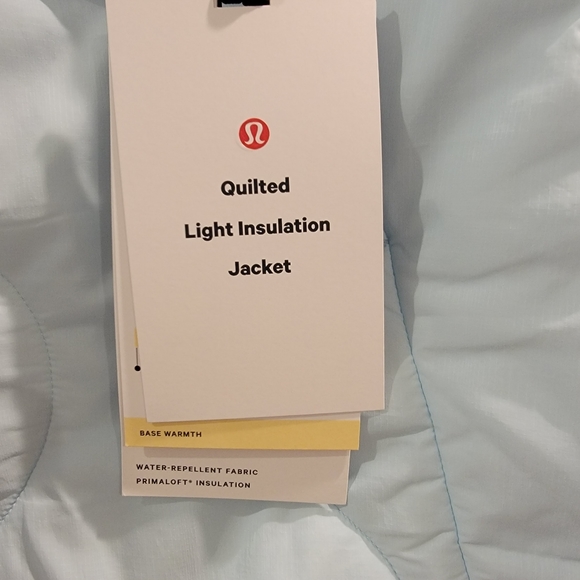 Quilted
Light Insulation
Jacket
BASE WARMTH
WATER-REPELLENT FABRIC
PRIMALOFT® INSULATION